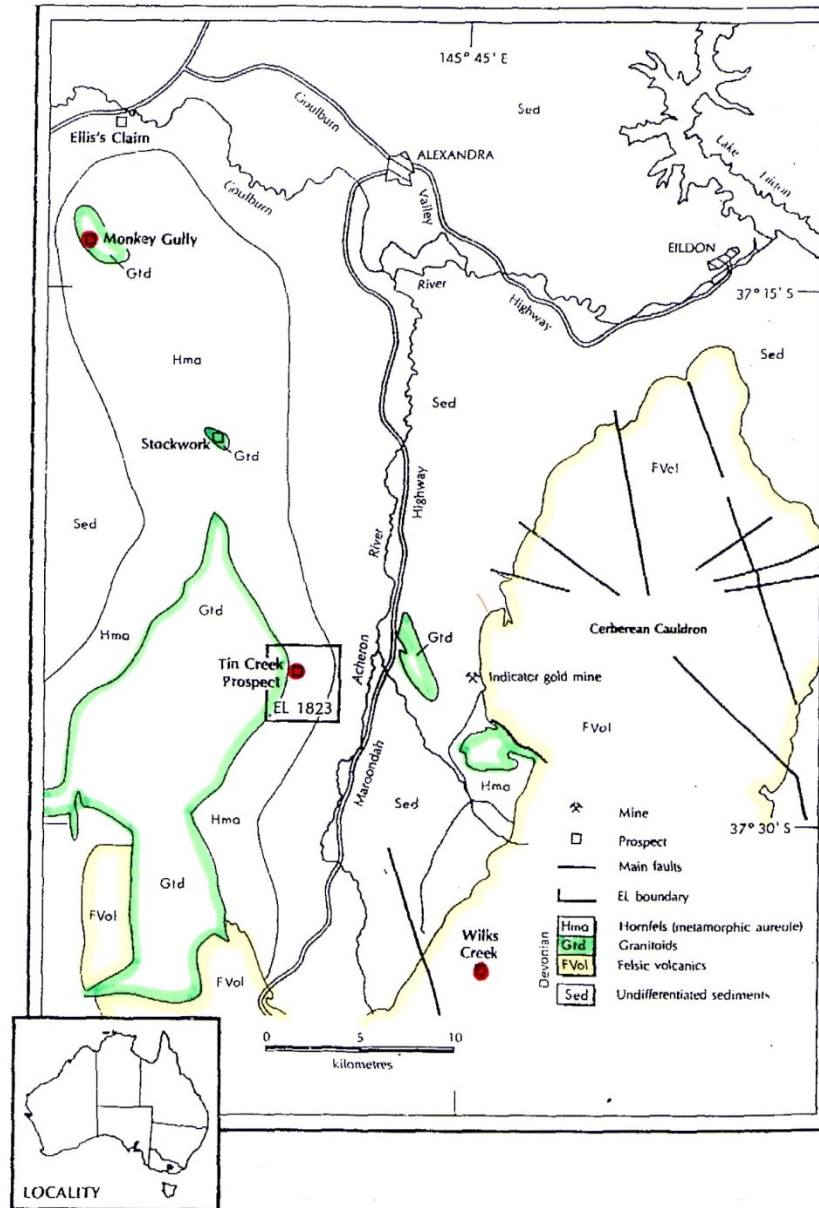 145° 45' E
Sed
Goulburn
Ellis's Claim
ALEXANDRA
Lake
Goulburn
Valley
Monkey Gully
EILDON
Gtd
River
Highway
37° 15' S
Sed
Hma
Sed
Stockwork
Gtd
FVol
Sed
River
Highway
Gtd
Hma
Cerberean Cauldron
Gtd
Tin Creek
Prospect
Acheron
Indicator gold mine
EL 1823
FVol
Maroondah
Hma
Sed
Hma
Mine
37° 30' S
Prospect
Gtd
Main faults
FVol
EL boundary
Wilks
Creek
Devonian
Hma Hornfels (metamorphic aureole)
Gtd Granitoids
FVol Felsic volcanics
Sed Undifferentiated sediments
FVol
0 5 10
kilometres
LOCALITY